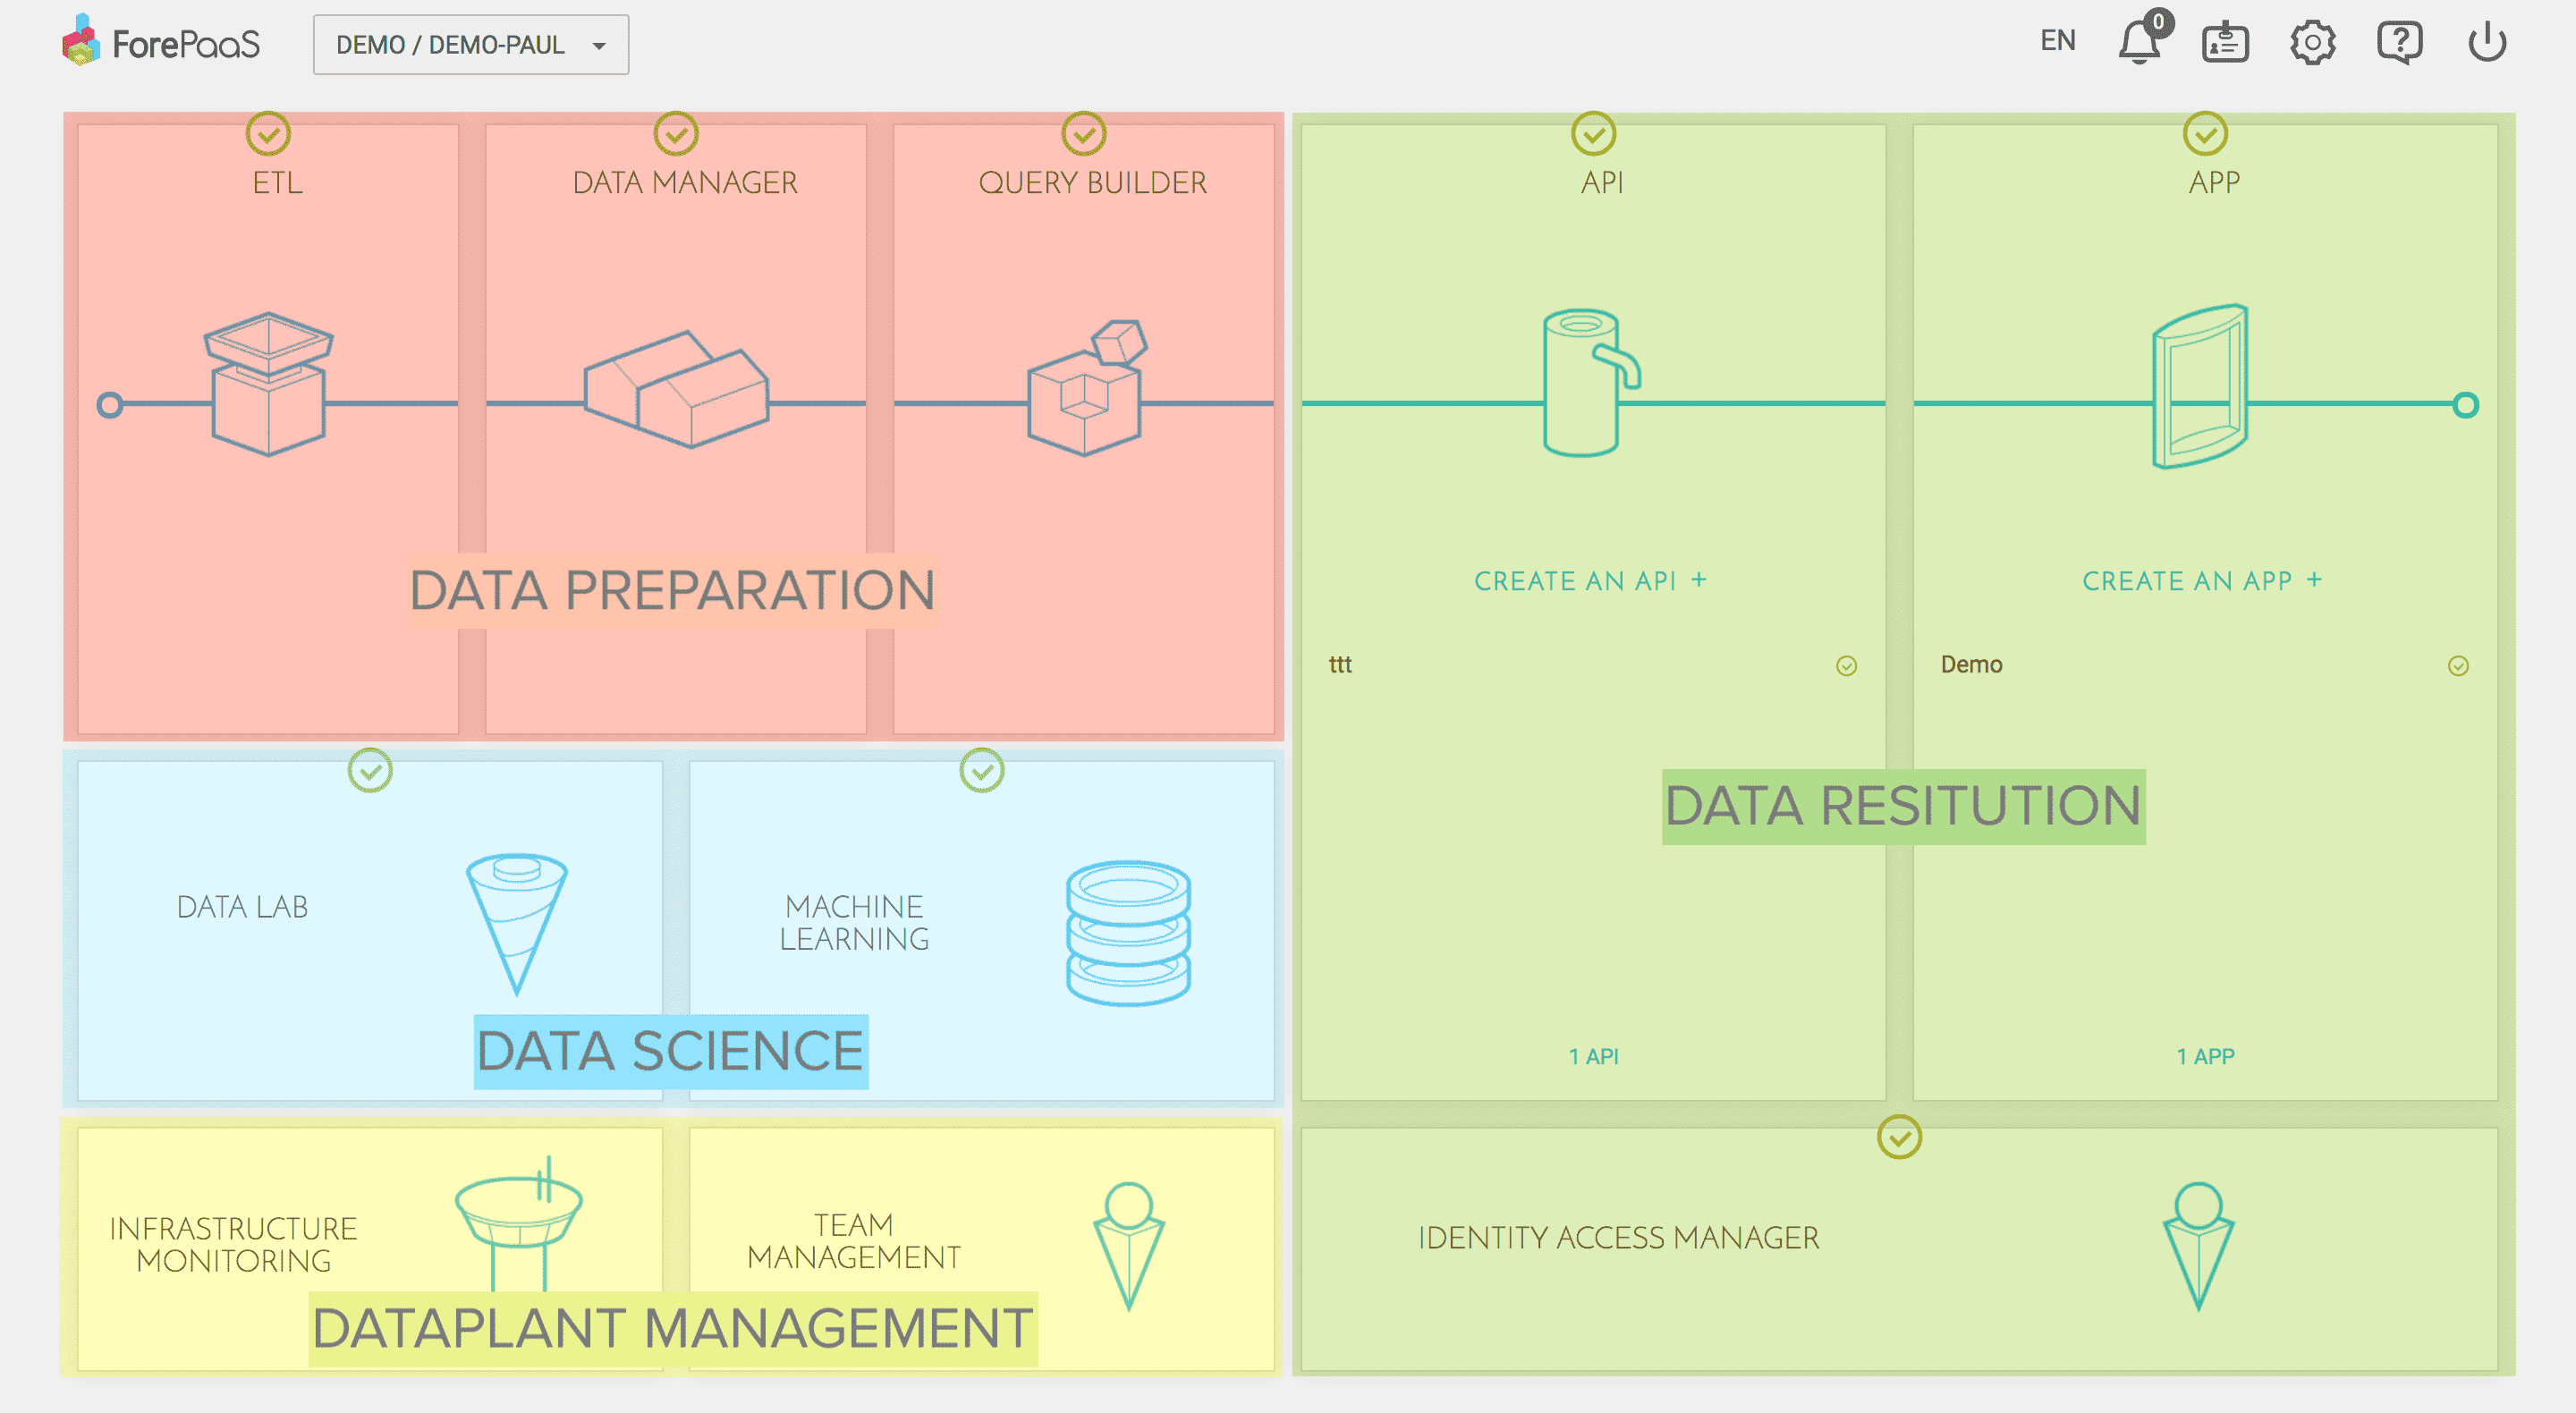 ForePaaS
DEMO / DEMO-PAUL
EN
0
ETL
DATA MANAGER
QUERY BUILDER
API
APP
DATA PREPARATION
CREATE AN API +
CREATE AN APP +
ttt
Demo
DATA RESITUTION
DATA LAB
MACHINE
LEARNING
DATA SCIENCE
1 API
1 APP
INFRASTRUCTURE
MONITORING
TEAM
MANAGEMENT
DATAPLANT MANAGEMENT
IDENTITY ACCESS MANAGER